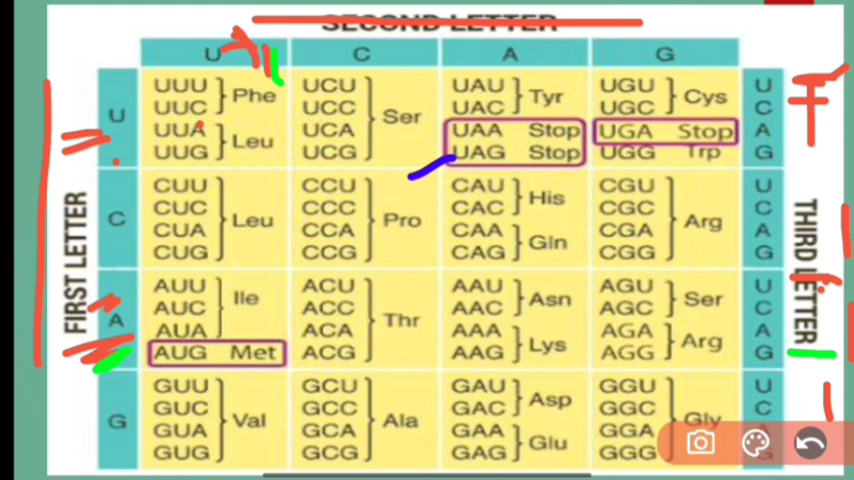 SECOND LETTER
U C A G
FIRST LETTER
THIRD LETTER
U
UUU UCU UAU UGU U
UUC Phe UCC UAC Tyr UGC Cys C
UUA UCA Ser UAA Stop UGA Stop A
UUG Leu UCG UAG Stop UGG Trp G
C
CUU CCU CAU CGU U
CUC CCC CAC His CGC C
CUA Leu CCA Pro CAA CGA Arg A
CUG CCG CAG Gln CGG G
A
AUU ACU AAU AGU U
AUC Ile ACC AAC Asn AGC Ser C
AUA ACA Thr AAA AGA A
AUG Met ACG AAG Lys AGG Arg G
G
GUU GCU GAU GGU U
GUC GCC GAC Asp GGC C
GUA Val GCA Ala GAA GGA Gly
GUG GCG GAG Glu GGG